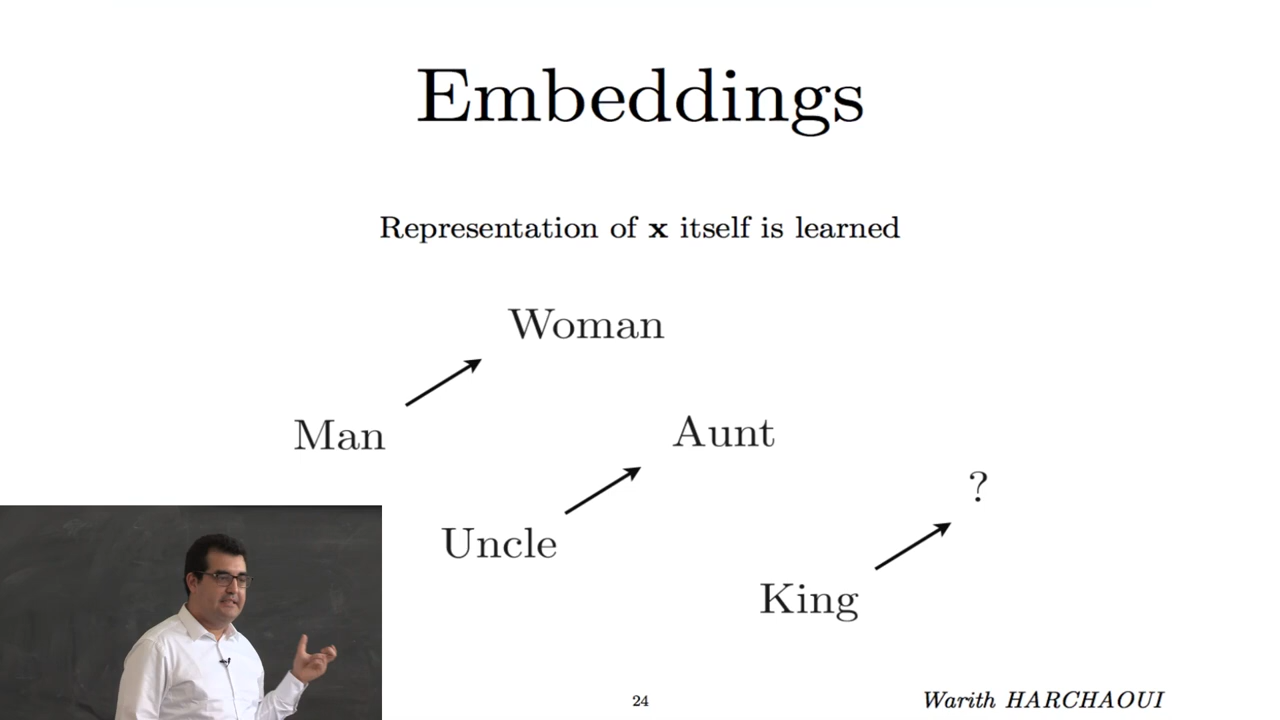 Embeddings
Representation of x itself is learned
Woman
Man
Aunt
?
Uncle
King
24
Warith HARCHAOUI